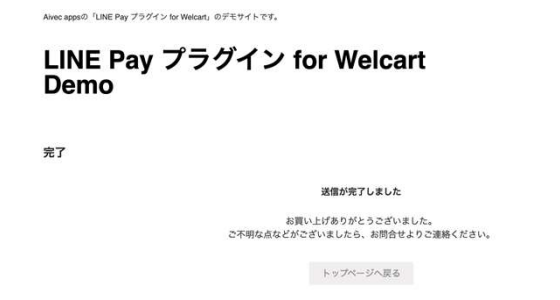 Aivec appsの「LINE Pay プラグイン for Welcart」のデモサイトです。
LINE Pay プラグイン for Welcart
Demo
完了
送信が完了しました
お買い上げありがとうございました。
ご不明な点などがございましたら、お問合せよりご連絡ください。
トップページへ戻る